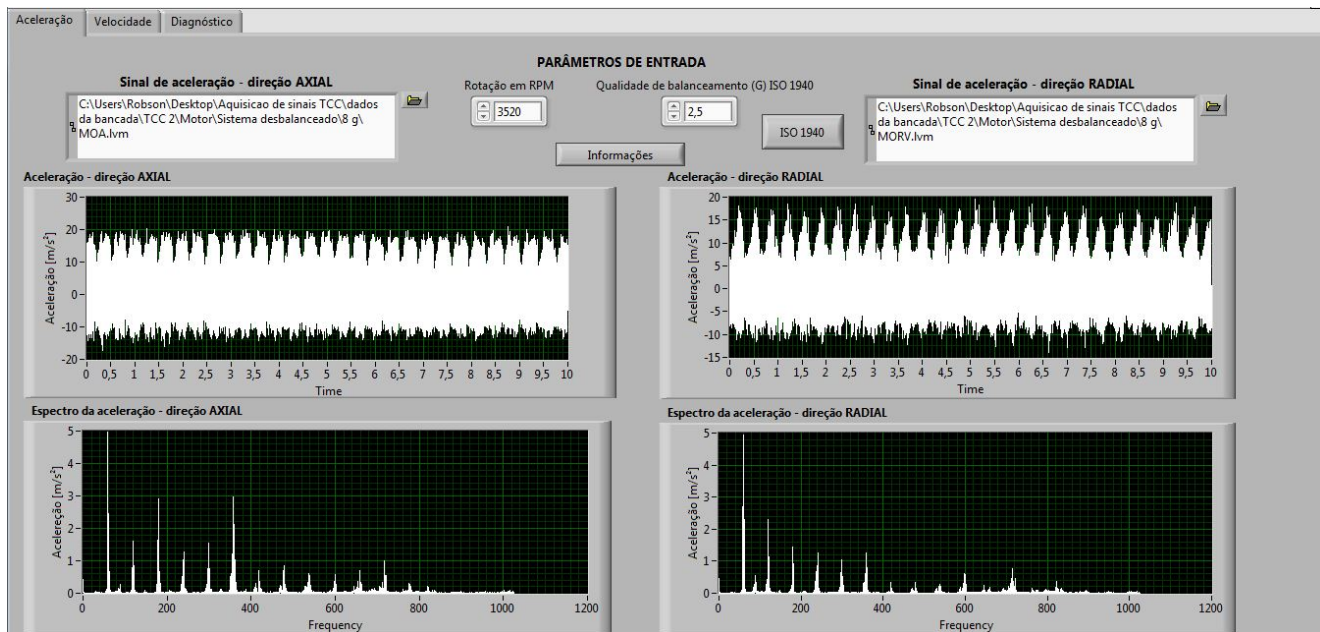 Aceleração Velocidade Diagnóstico
PARÂMETROS DE ENTRADA
Sinal de aceleração - direção AXIAL
C:\Users\Robson\Desktop\Aquisicao de sinais TCC\dados
da bancada\TCC 2\Motor\Sistema desbalanceado\8 g\
MOA.lvm
Rotação em RPM
3520
Qualidade de balanceamento (G) ISO 1940
2,5
ISO 1940
Informações
Sinal de aceleração - direção RADIAL
C:\Users\Robson\Desktop\Aquisicao de sinais TCC\dados
da bancada\TCC 2\Motor\Sistema desbalanceado\8 g\
MORV.lvm
Aceleração - direção AXIAL
Aceleração [m/s²]
30
20
10
0
-10
-20
0 0,5 1 1,5 2 2,5 3 3,5 4 4,5 5 5,5 6 6,5 7 7,5 8 8,5 9 9,5 10
Time
Aceleração - direção RADIAL
Aceleração [m/s²]
20
15
10
5
0
-5
-10
-15
0 0,5 1 1,5 2 2,5 3 3,5 4 4,5 5 5,5 6 6,5 7 7,5 8 8,5 9 9,5 10
Time
Espectro da aceleração - direção AXIAL
Acelereção [m/s²]
5
4
3
2
1
0
0 200 400 600 800 1000 1200
Frequency
Espectro da aceleração - direção RADIAL
Aceleração [m/s²]
5
4
3
2
1
0
0 200 400 600 800 1000 1200
Frequency